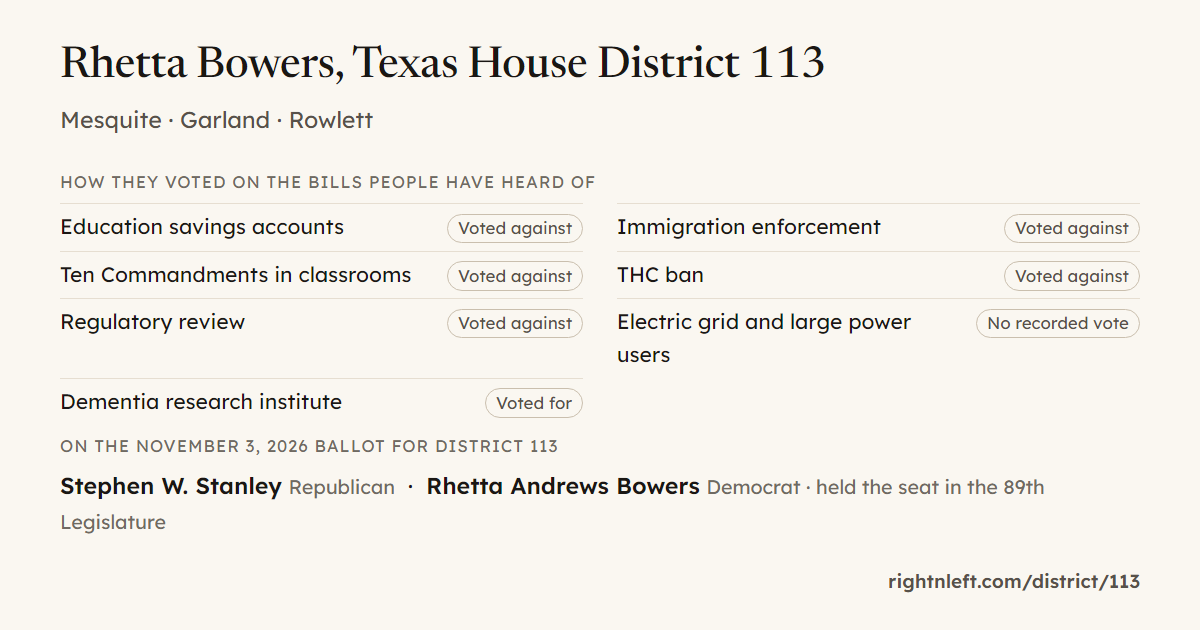 Rhetta Bowers, Texas House District 113
Mesquite · Garland · Rowlett
HOW THEY VOTED ON THE BILLS PEOPLE HAVE HEARD OF
Education savings accounts Voted against
Immigration enforcement Voted against
Ten Commandments in classrooms Voted against
THC ban Voted against
Regulatory review Voted against
Electric grid and large power No recorded vote
users
Dementia research institute Voted for
ON THE NOVEMBER 3, 2026 BALLOT FOR DISTRICT 113
Stephen W. Stanley Republican · Rhetta Andrews Bowers Democrat · held the seat in the 89th
Legislature
rightnleft.com/district/113